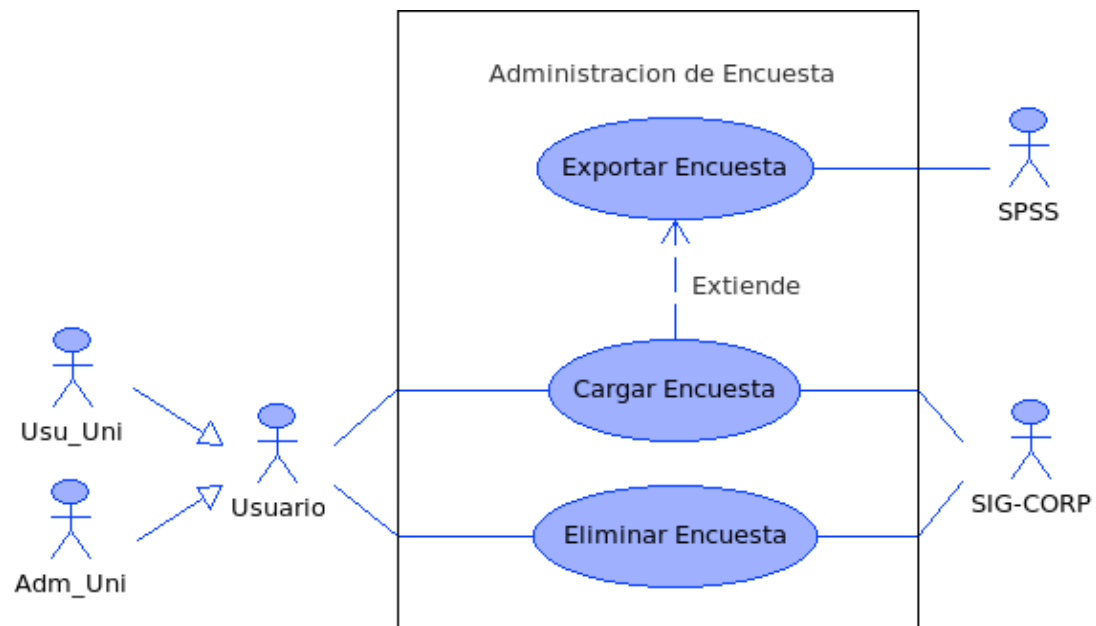 Administracion de Encuesta
Exportar Encuesta
SPSS
Extiende
Usu_Uni
Cargar Encuesta
Usuario
SIG-CORP
Eliminar Encuesta
Adm_Uni